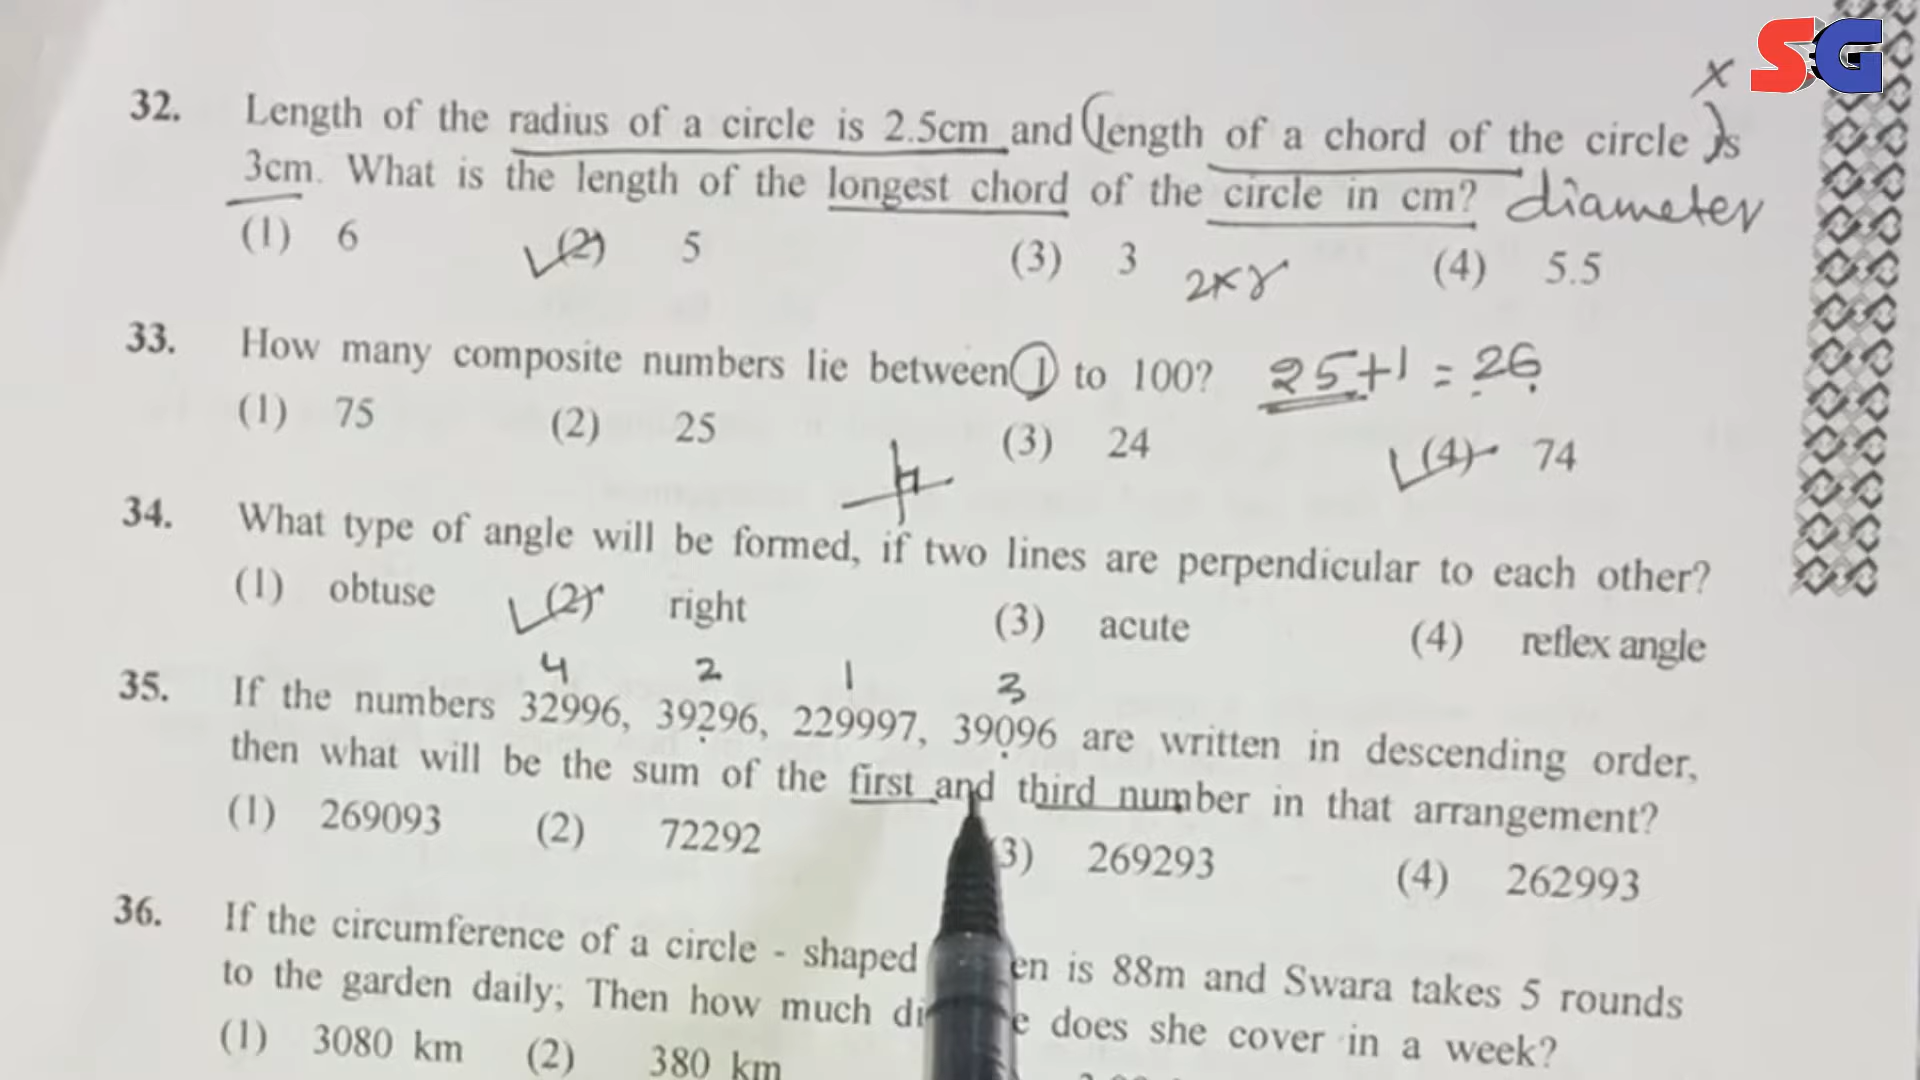 SG
x
32. Length of the radius of a circle is 2.5cm and (length of a chord of the circle )is
3cm. What is the length of the longest chord of the circle in cm? diameter
(1) 6 (2) 5 (3) 3 2×r (4) 5.5
33. How many composite numbers lie between 1 to 100? 25+1 = 26
(1) 75 (2) 25 (3) 24 (4) 74
34. What type of angle will be formed, if two lines are perpendicular to each other?
(1) obtuse (2) right (3) acute (4) reflex angle
4 2 1 3
35. If the numbers 32996, 39296, 229997, 39096 are written in descending order,
then what will be the sum of the first and third number in that arrangement?
(1) 269093 (2) 72292 3) 269293 (4) 262993
36. If the circumference of a circle - shaped en is 88m and Swara takes 5 rounds
to the garden daily; Then how much di e does she cover in a week?
(1) 3080 km (2) 380 km